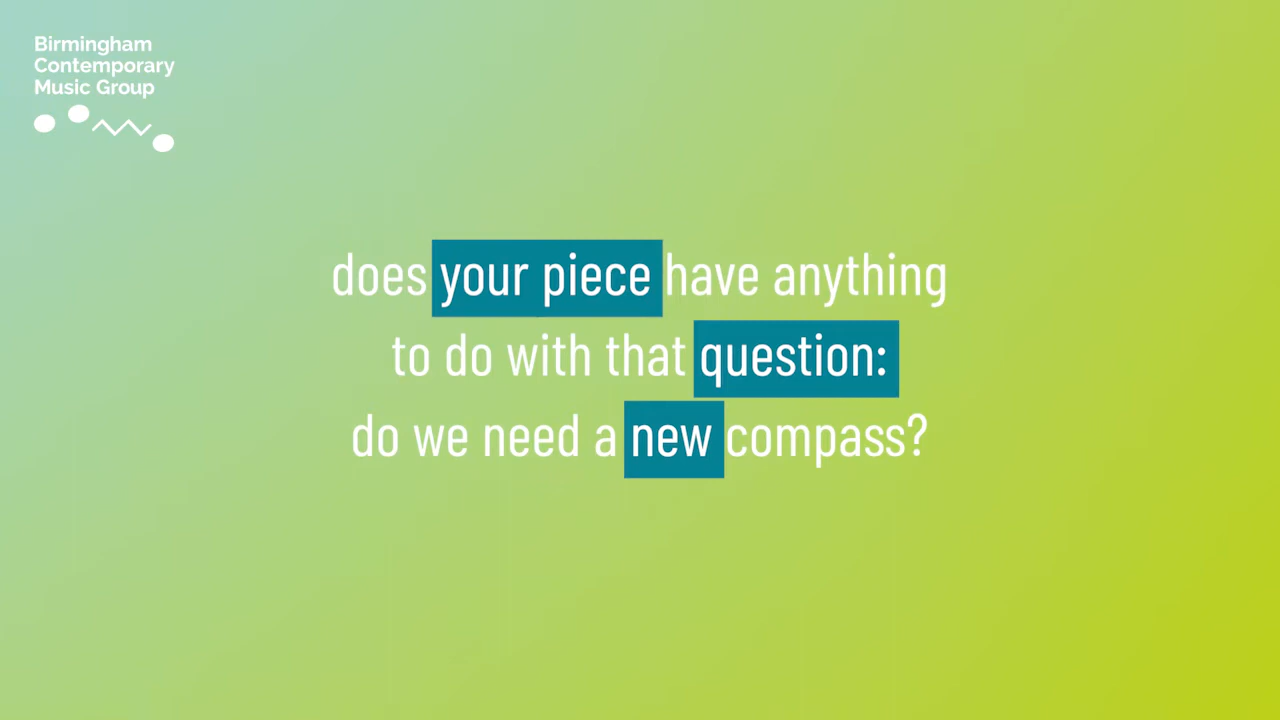 Birmingham
Contemporary
Music Group
does your piece have anything
to do with that question:
do we need a new compass?